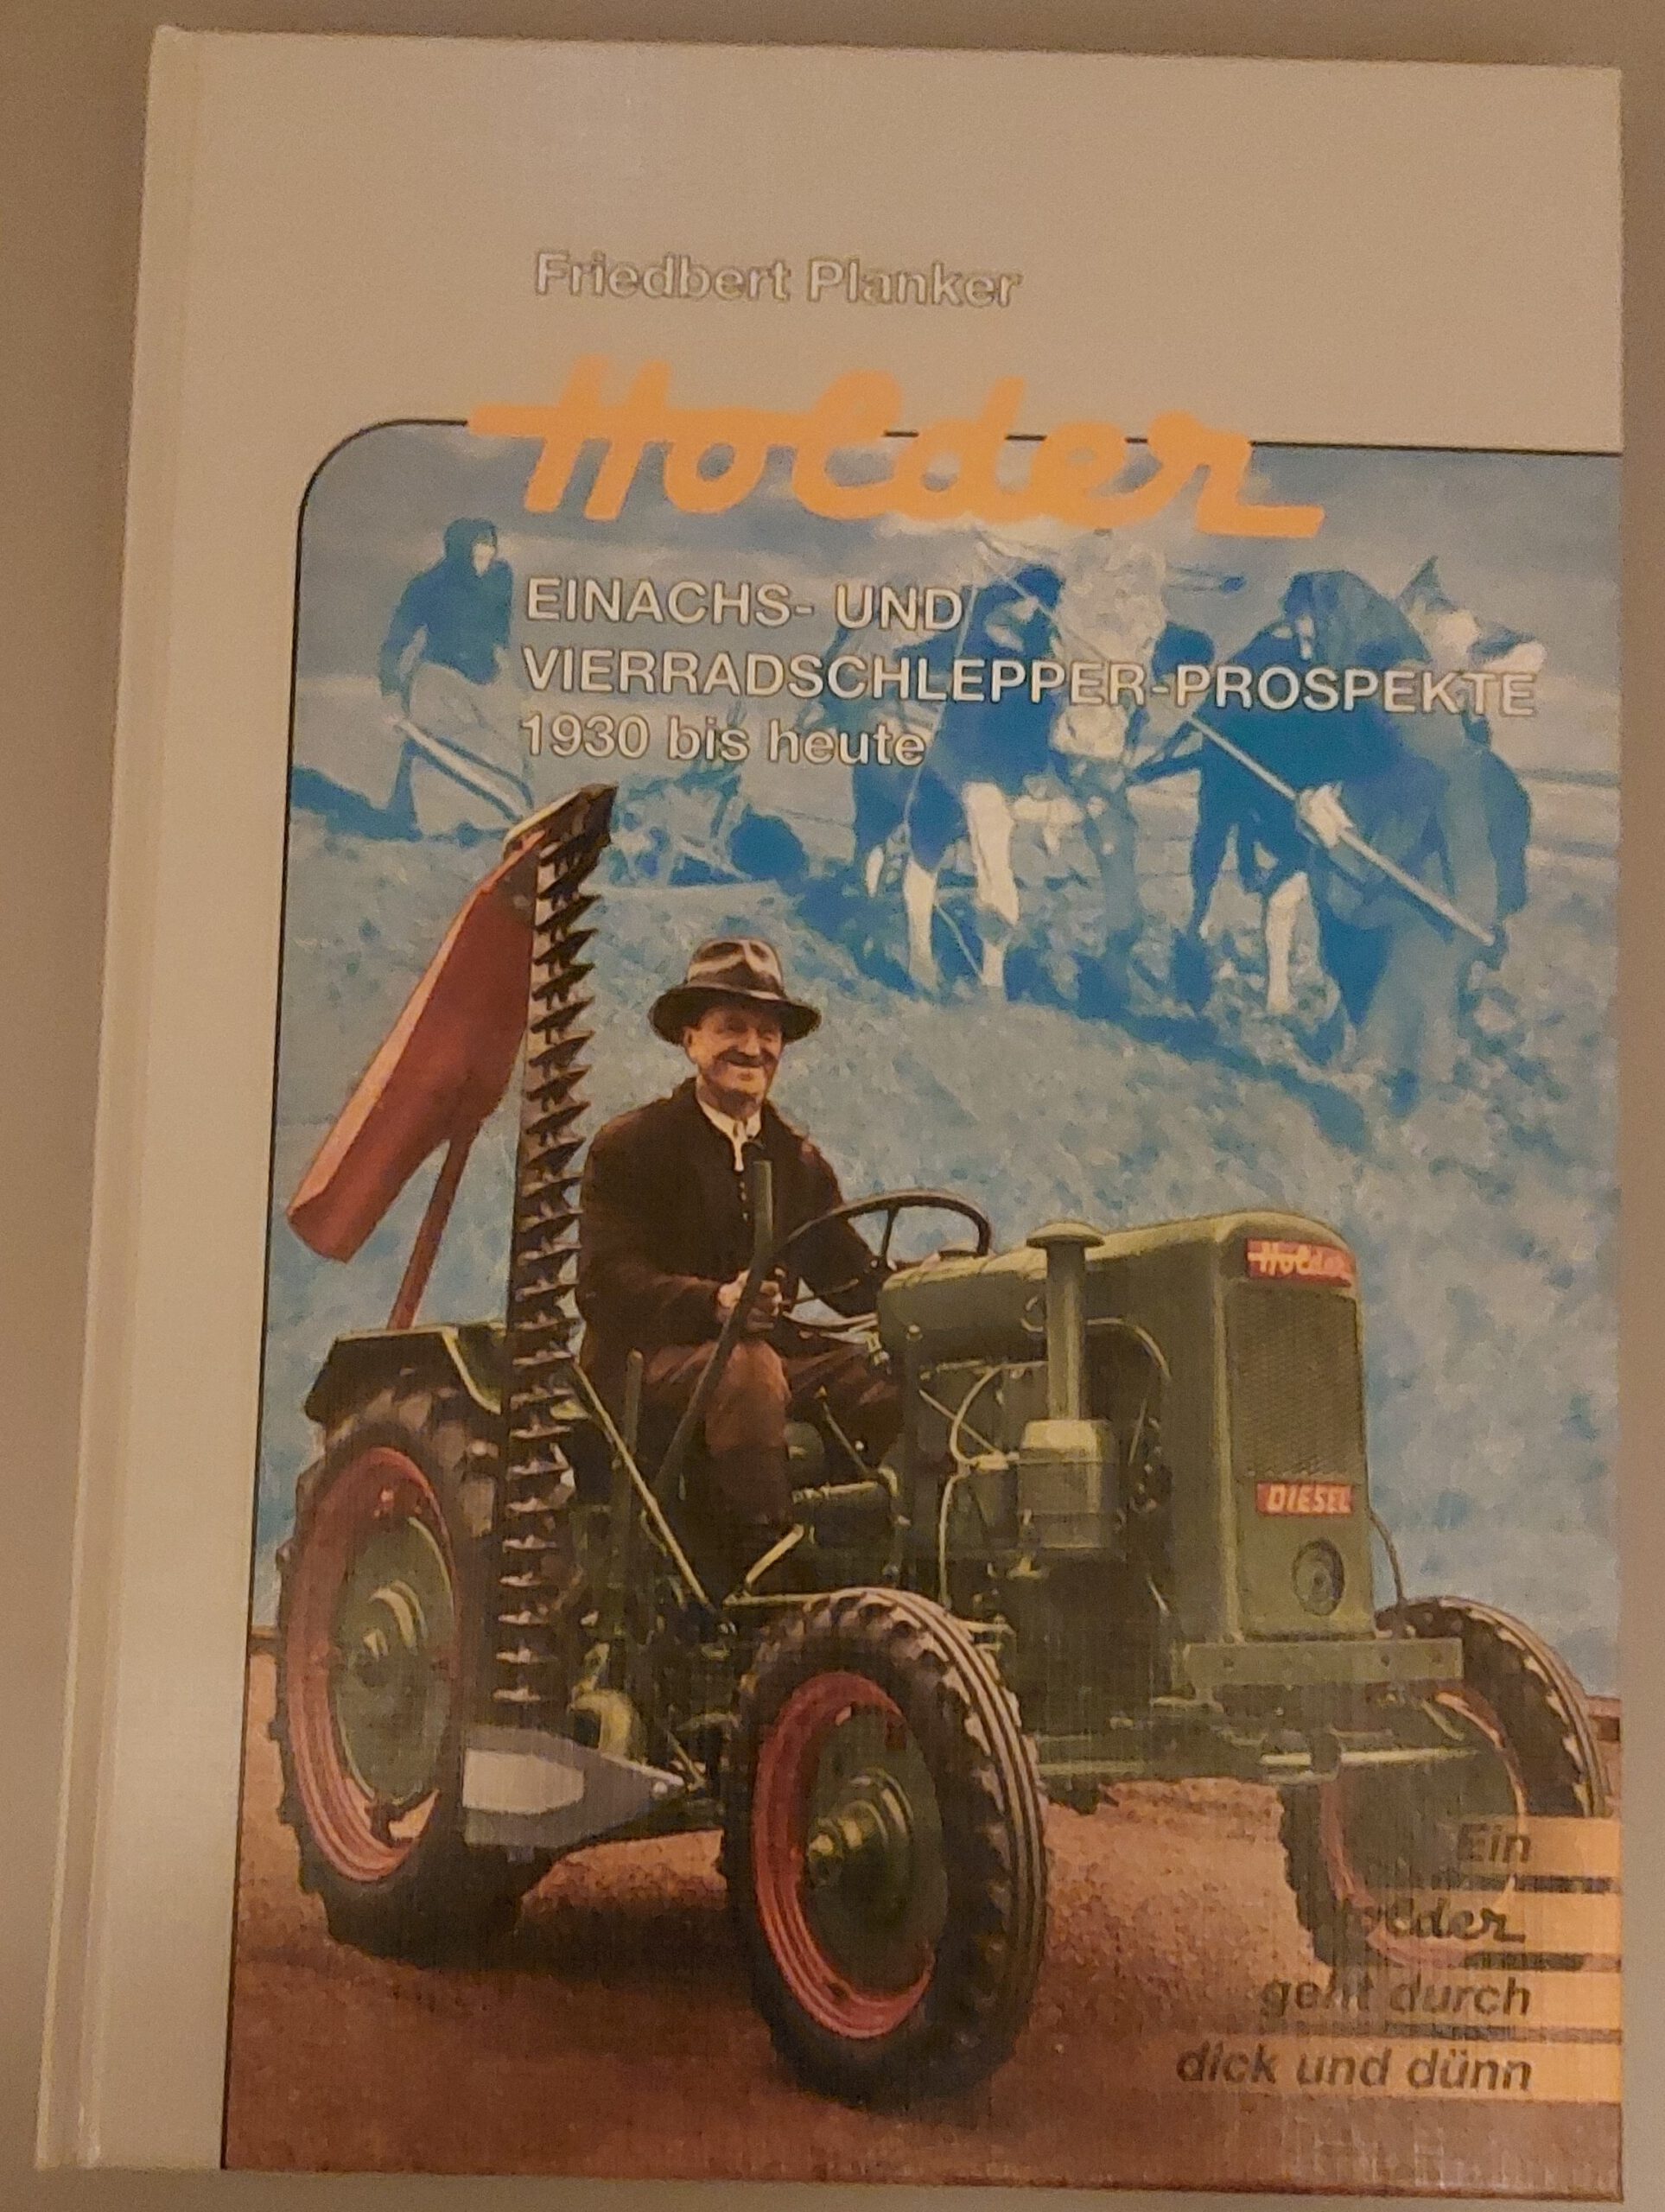 Friedbert Planker
Holder
EINACHS- UND
VIERRADSCHLEPPER-PROSPEKTE
1930 bis heute
Holder
DIESEL
Ein
Holder
geht durch
dick und dünn